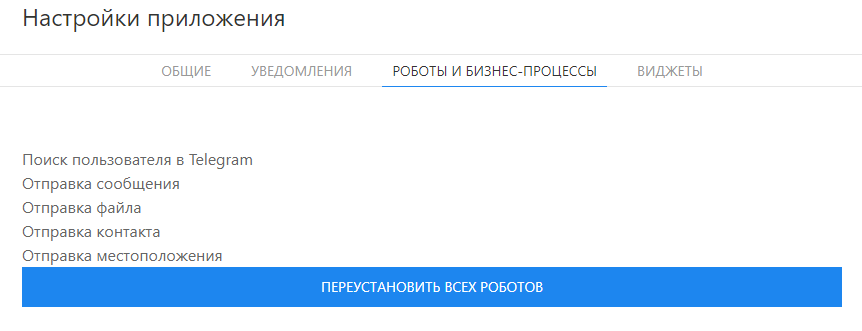 Настройки приложения
ОБЩИЕ УВЕДОМЛЕНИЯ РОБОТЫ И БИЗНЕС-ПРОЦЕССЫ ВИДЖЕТЫ
Поиск пользователя в Telegram
Отправка сообщения
Отправка файла
Отправка контакта
Отправка местоположения
ПЕРЕУСТАНОВИТЬ ВСЕХ РОБОТОВ